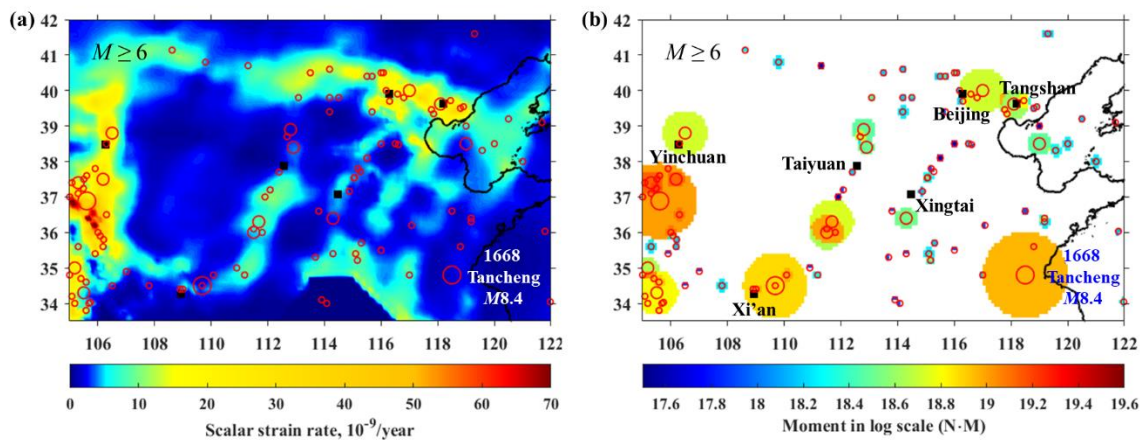 (a)
42
41
40
39
38
37
36
35
34
M ≥ 6
1668
Tancheng
M8.4
106 108 110 112 114 116 118 120 122
0 10 20 30 40 50 60 70
Scalar strain rate, 10⁻⁹/year
(b)
42
41
40
39
38
37
36
35
34
M ≥ 6
Tangshan
Beijing
Yinchuan
Taiyuan
Xingtai
1668
Tancheng
M8.4
Xi'an
106 108 110 112 114 116 118 120 122
17.6 17.8 18 18.2 18.4 18.6 18.8 19 19.2 19.4 19.6
Moment in log scale (N·M)